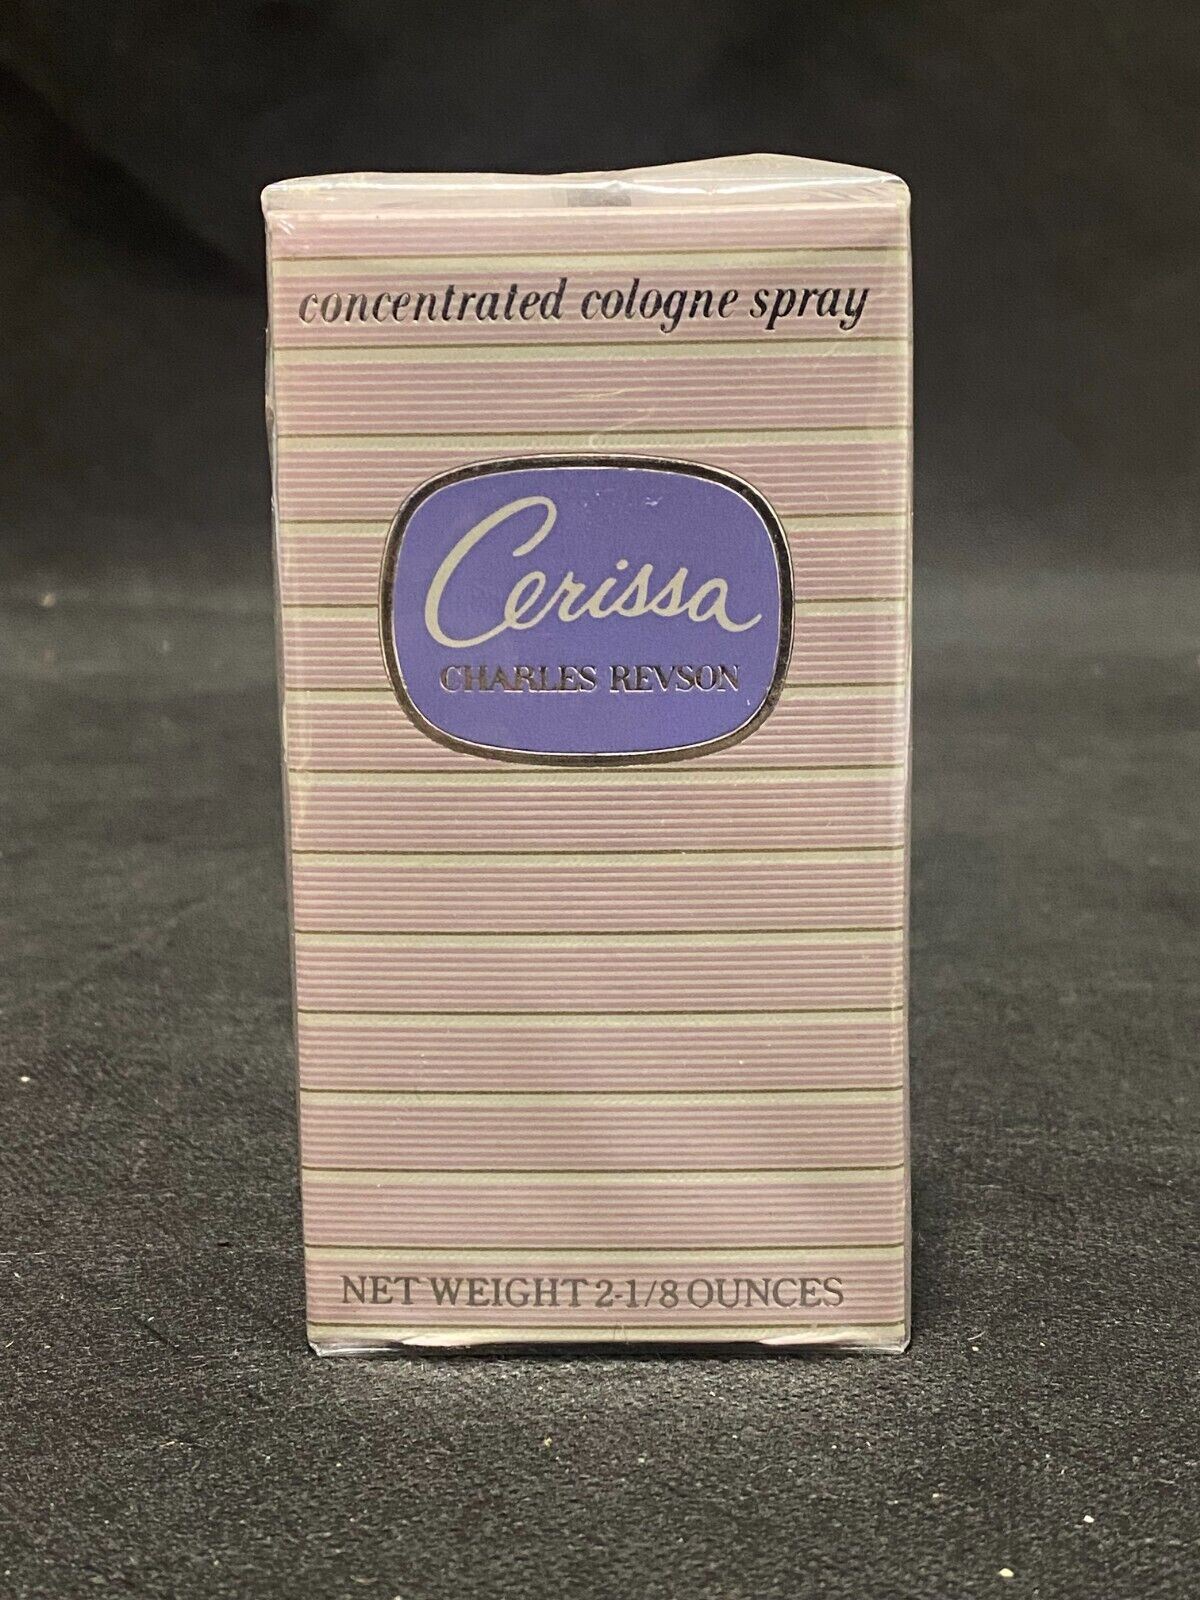 concentrated cologne spray
Cerissa
CHARLES REVSON
NET WEIGHT 2-1/8 OUNCES